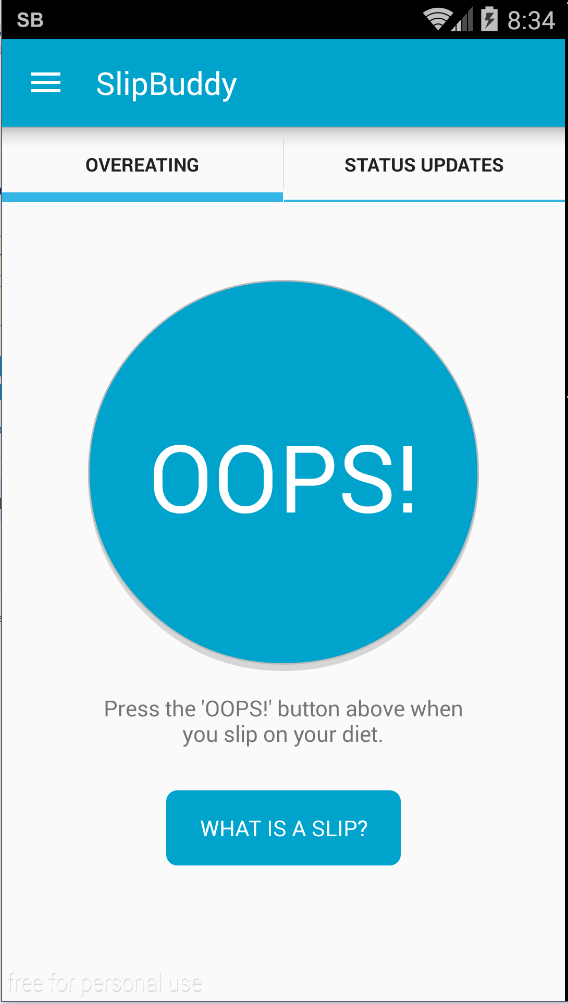 SB 8:34
SlipBuddy
OVEREATING STATUS UPDATES
OOPS!
Press the 'OOPS!' button above when
you slip on your diet.
WHAT IS A SLIP?
free for personal use